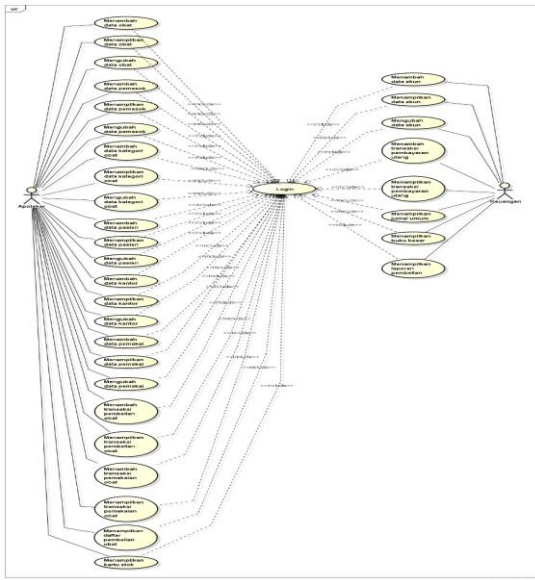 uc
Menambah
data obat
Menampilkan
data obat
Mengubah
data obat
Menambah
data pemasok
Menampilkan
data pemasok
Mengubah
data pemasok
Menambah
data kategori
obat
Menampilkan
data kategori
obat
Mengubah
data kategori
obat
Menambah
data pasien
Menampilkan
data pasien
Mengubah
data pasien
Menambah
data kantor
Menampilkan
data kantor
Mengubah
data kantor
Menambah
data pemakai
Menampilkan
data pemakai
Mengubah
data pemakai
Menambah
transaksi
pembelian
obat
Menampilkan
transaksi
pembelian
obat
Menambah
transaksi
pemakaian
obat
Menampilkan
transaksi
pemakaian
obat
Menampilkan
daftar
pembelian
obat
Menampilkan
kartu stok
Apoteker
Login
Menambah
data akun
Menampilkan
data akun
Mengubah
data akun
Menambah
transaksi
pembayaran
utang
Menampilkan
transaksi
pembayaran
utang
Menampilkan
jurnal umum
Menampilkan
buku besar
Menampilkan
laporan
pembelian
Keuangan